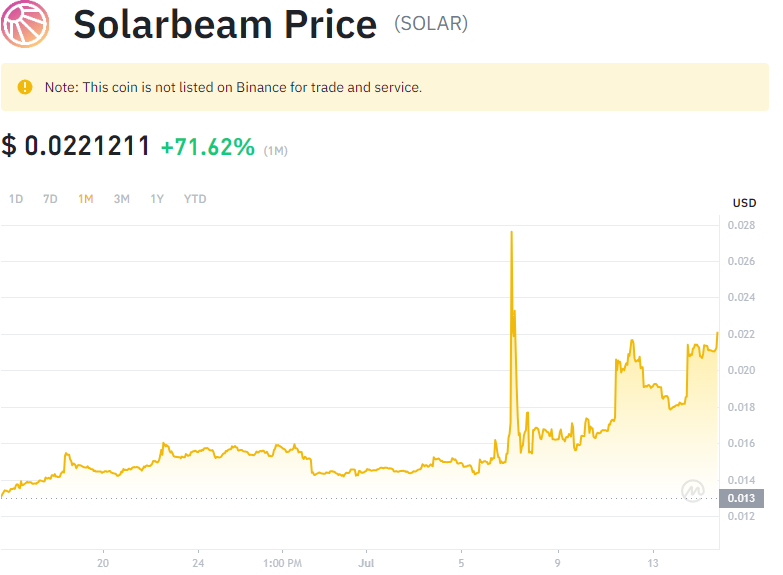 Solarbeam Price (SOLAR)
Note: This coin is not listed on Binance for trade and service.
$ 0.0221211 +71.62% (1M)
1D 7D 1M 3M 1Y YTD
USD
0.028
0.026
0.024
0.022
0.020
0.018
0.016
0.014
0.013
0.012
20 24 1:00 PM Jul 5 9 13